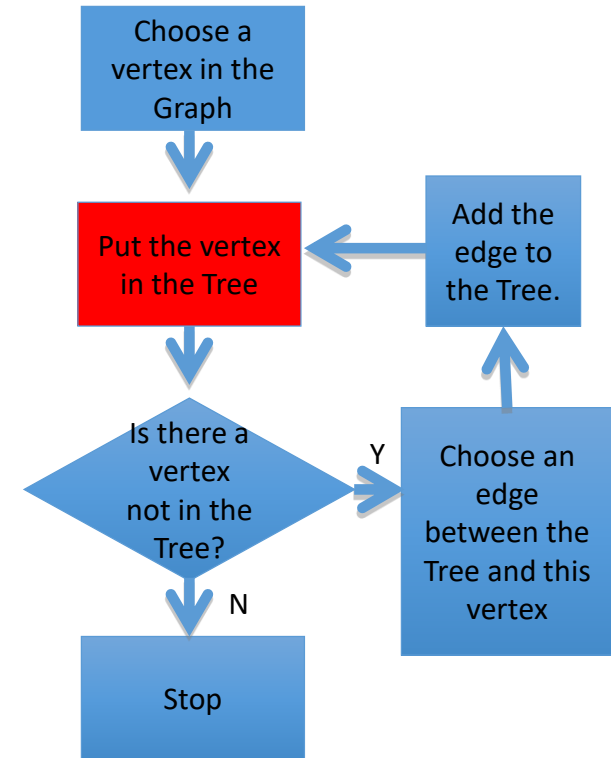 Choose a
vertex in the
Graph
Put the vertex
in the Tree
Add the
edge to
the Tree.
Is there a
vertex
not in the
Tree?
Y
Choose an
edge
between the
Tree and this
vertex
N
Stop